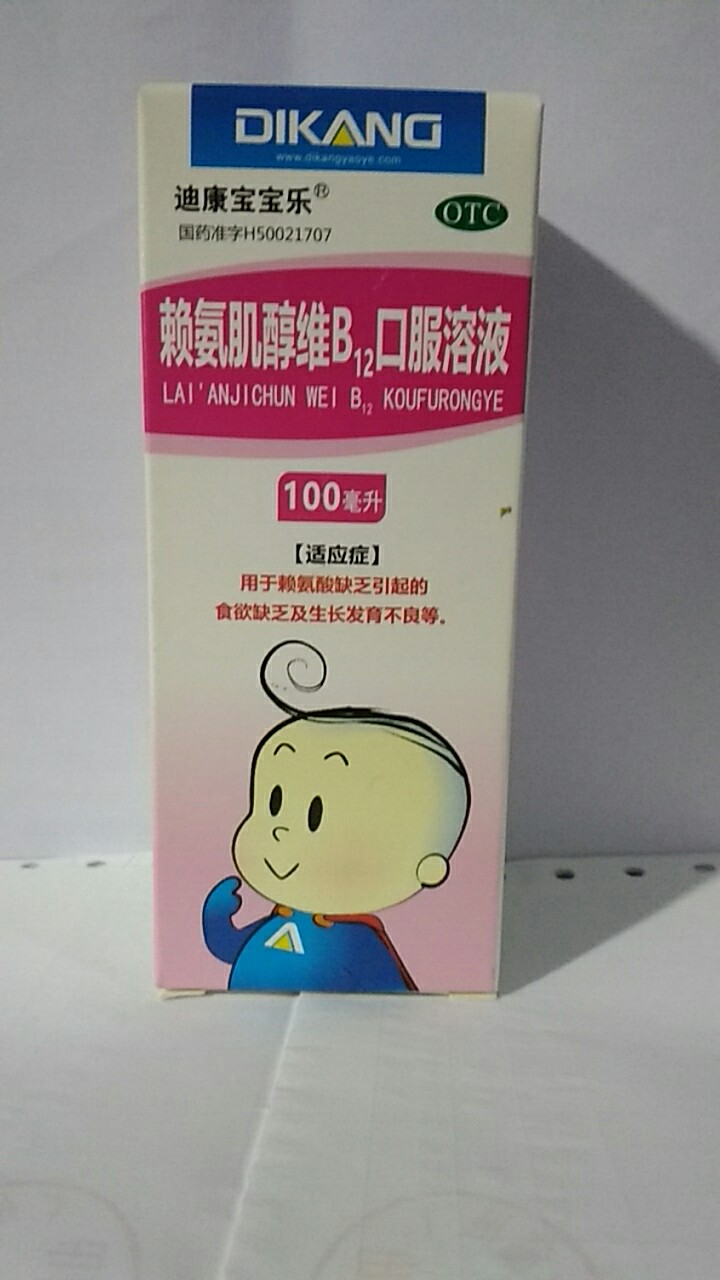 DIKANG
www.dikangyaoye.com
迪康宝宝乐®
OTC
国药准字H50021707
赖氨肌醇维B₁₂口服溶液
LAI'ANJICHUN WEI B₁₂ KOUFURONGYE
100毫升
【适应症】
用于赖氨酸缺乏引起的
食欲缺乏及生长发育不良等。